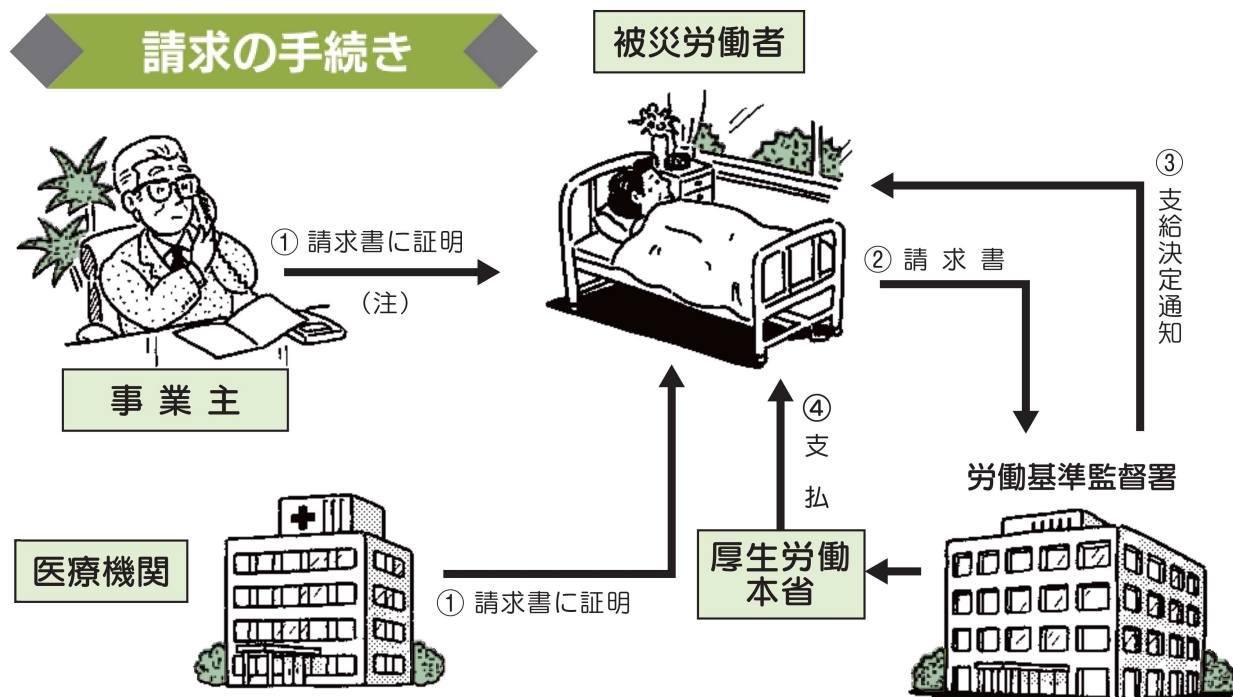 請求の手続き
被災労働者
① 請求書に証明
（注）
事業主
② 請求書
③ 支給決定通知
④ 支払
労働基準監督署
医療機関
① 請求書に証明
厚生労働
本省